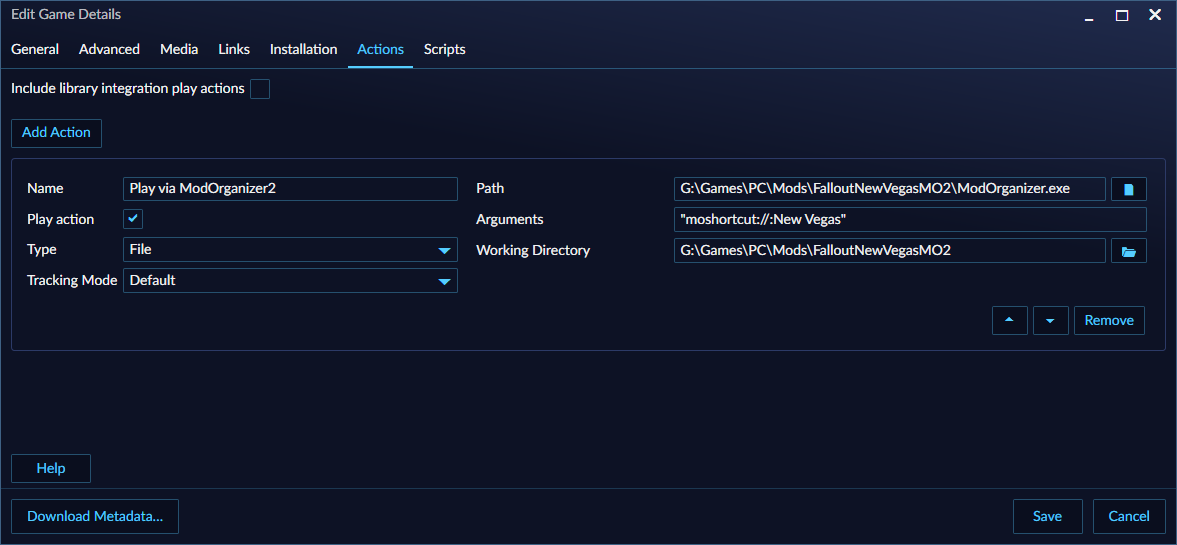 Edit Game Details
General Advanced Media Links Installation Actions Scripts
Include library integration play actions
Add Action
Name Play via ModOrganizer2 Path G:\Games\PC\Mods\FalloutNewVegasMO2\ModOrganizer.exe
Play action Arguments "moshortcut://:New Vegas"
Type File Working Directory G:\Games\PC\Mods\FalloutNewVegasMO2
Tracking Mode Default
Remove
Help
Download Metadata... Save Cancel